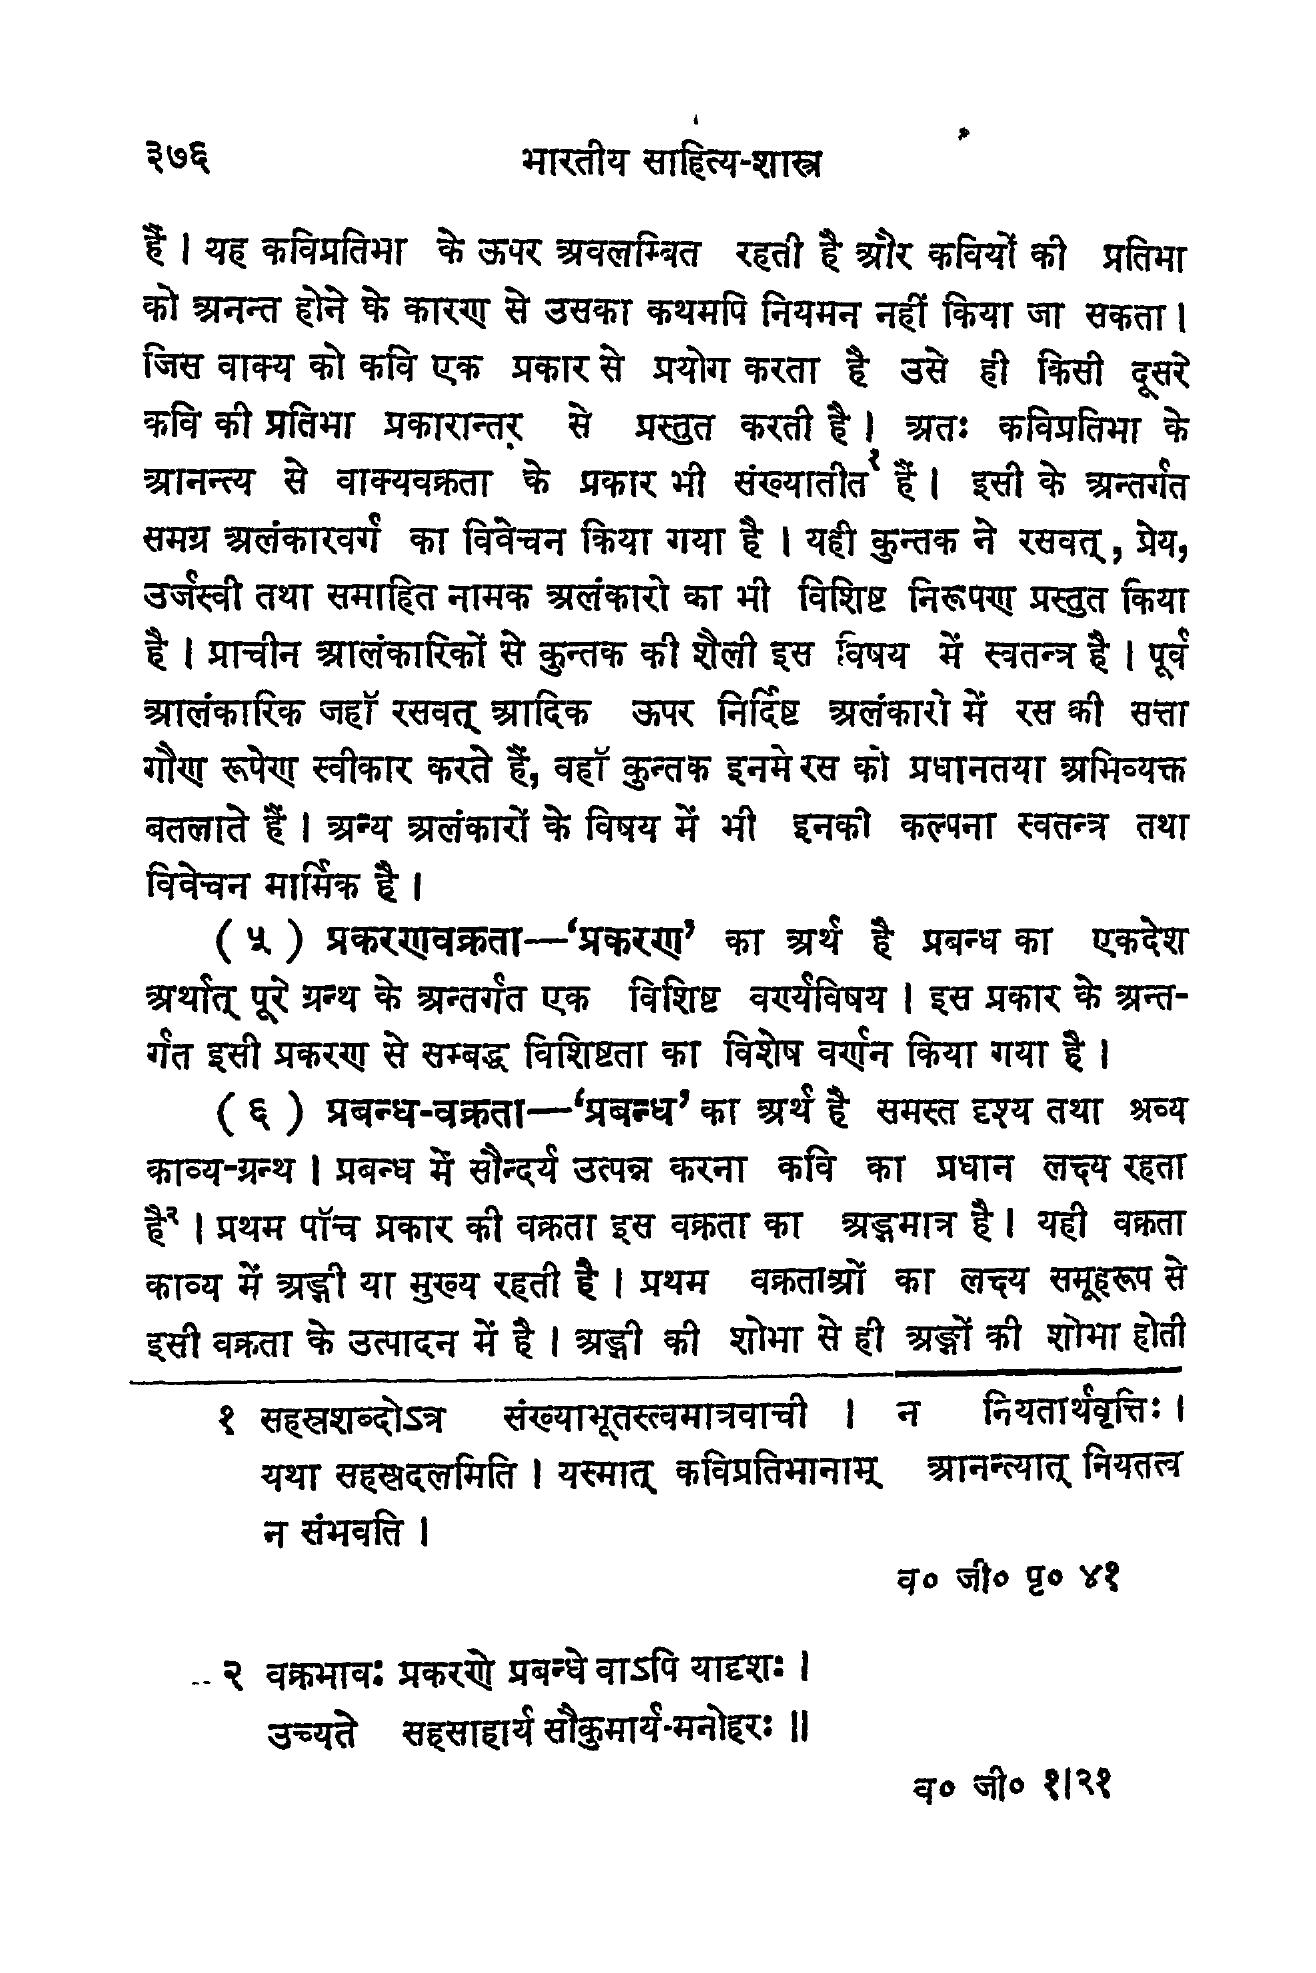 ३७६ भारतीय साहित्य-शास्त्र
हैं । यह कविप्रतिभा के ऊपर अवलम्बित रहती है और कवियों की प्रतिभा
को अनन्त होने के कारण से उसका कथमपि नियमन नहीं किया जा सकता ।
जिस वाक्य को कवि एक प्रकार से प्रयोग करता है उसे ही किसी दूसरे
कवि की प्रतिभा प्रकारान्तर से प्रस्तुत करती है । अतः कविप्रतिभा के
आनन्त्य से वाक्यवक्रता के प्रकार भी संख्यातीत१ हैं । इसी के अन्तर्गत
समग्र अलंकारवर्ग का विवेचन किया गया है । यही कुन्तक ने रसवत्, प्रेय,
उर्जस्वी तथा समाहित नामक अलंकारो का भी विशिष्ट निरूपण प्रस्तुत किया
है । प्राचीन आलंकारिकों से कुन्तक की शैली इस विषय में स्वतन्त्र है । पूर्व
आलंकारिक जहॉ रसवत् आदिक ऊपर निर्दिष्ट अलंकारो में रस की सत्ता
गौण रूपेण स्वीकार करते हैं, वहॉ कुन्तक इनमे रस को प्रधानतया अभिव्यक्त
बतलाते हैं । अन्य अलंकारों के विषय में भी इनकी कल्पना स्वतन्त्र तथा
विवेचन मार्मिक है ।
( ५ ) प्रकरणवक्रता—‘प्रकरण’ का अर्थ है प्रबन्ध का एकदेश
अर्थात् पूरे ग्रन्थ के अन्तर्गत एक विशिष्ट वर्ण्यविषय । इस प्रकार के अन्त-
र्गत इसी प्रकरण से सम्बद्ध विशिष्टता का विशेष वर्णन किया गया है ।
( ६ ) प्रबन्ध-वक्रता—‘प्रबन्ध’ का अर्थ है समस्त दृश्य तथा श्रव्य
काव्य-ग्रन्थ । प्रबन्ध में सौन्दर्य उत्पन्न करना कवि का प्रधान लक्ष्य रहता
है२ । प्रथम पॉच प्रकार की वक्रता इस वक्रता का अङ्गमात्र है । यही वक्रता
काव्य में अङ्गी या मुख्य रहती है । प्रथम वक्रताओं का लक्ष्य समूहरूप से
इसी वक्रता के उत्पादन में है । अङ्गी की शोभा से ही अङ्गों की शोभा होती
१ सहस्रशब्दोऽत्र संख्याभूतस्त्वमात्रवाची । न नियतार्थवृत्तिः ।
यथा सहस्रदलमिति । यस्मात् कविप्रतिभानाम् आनन्त्यात् नियतत्व
न संभवति ।
व० जी० पृ० ४१
२ वक्रभावः प्रकरणे प्रबन्धे वाऽपि यादृशः ।
उच्यते सहसाहार्य सौकुमार्य-मनोहरः ॥
व० जी० १।२१